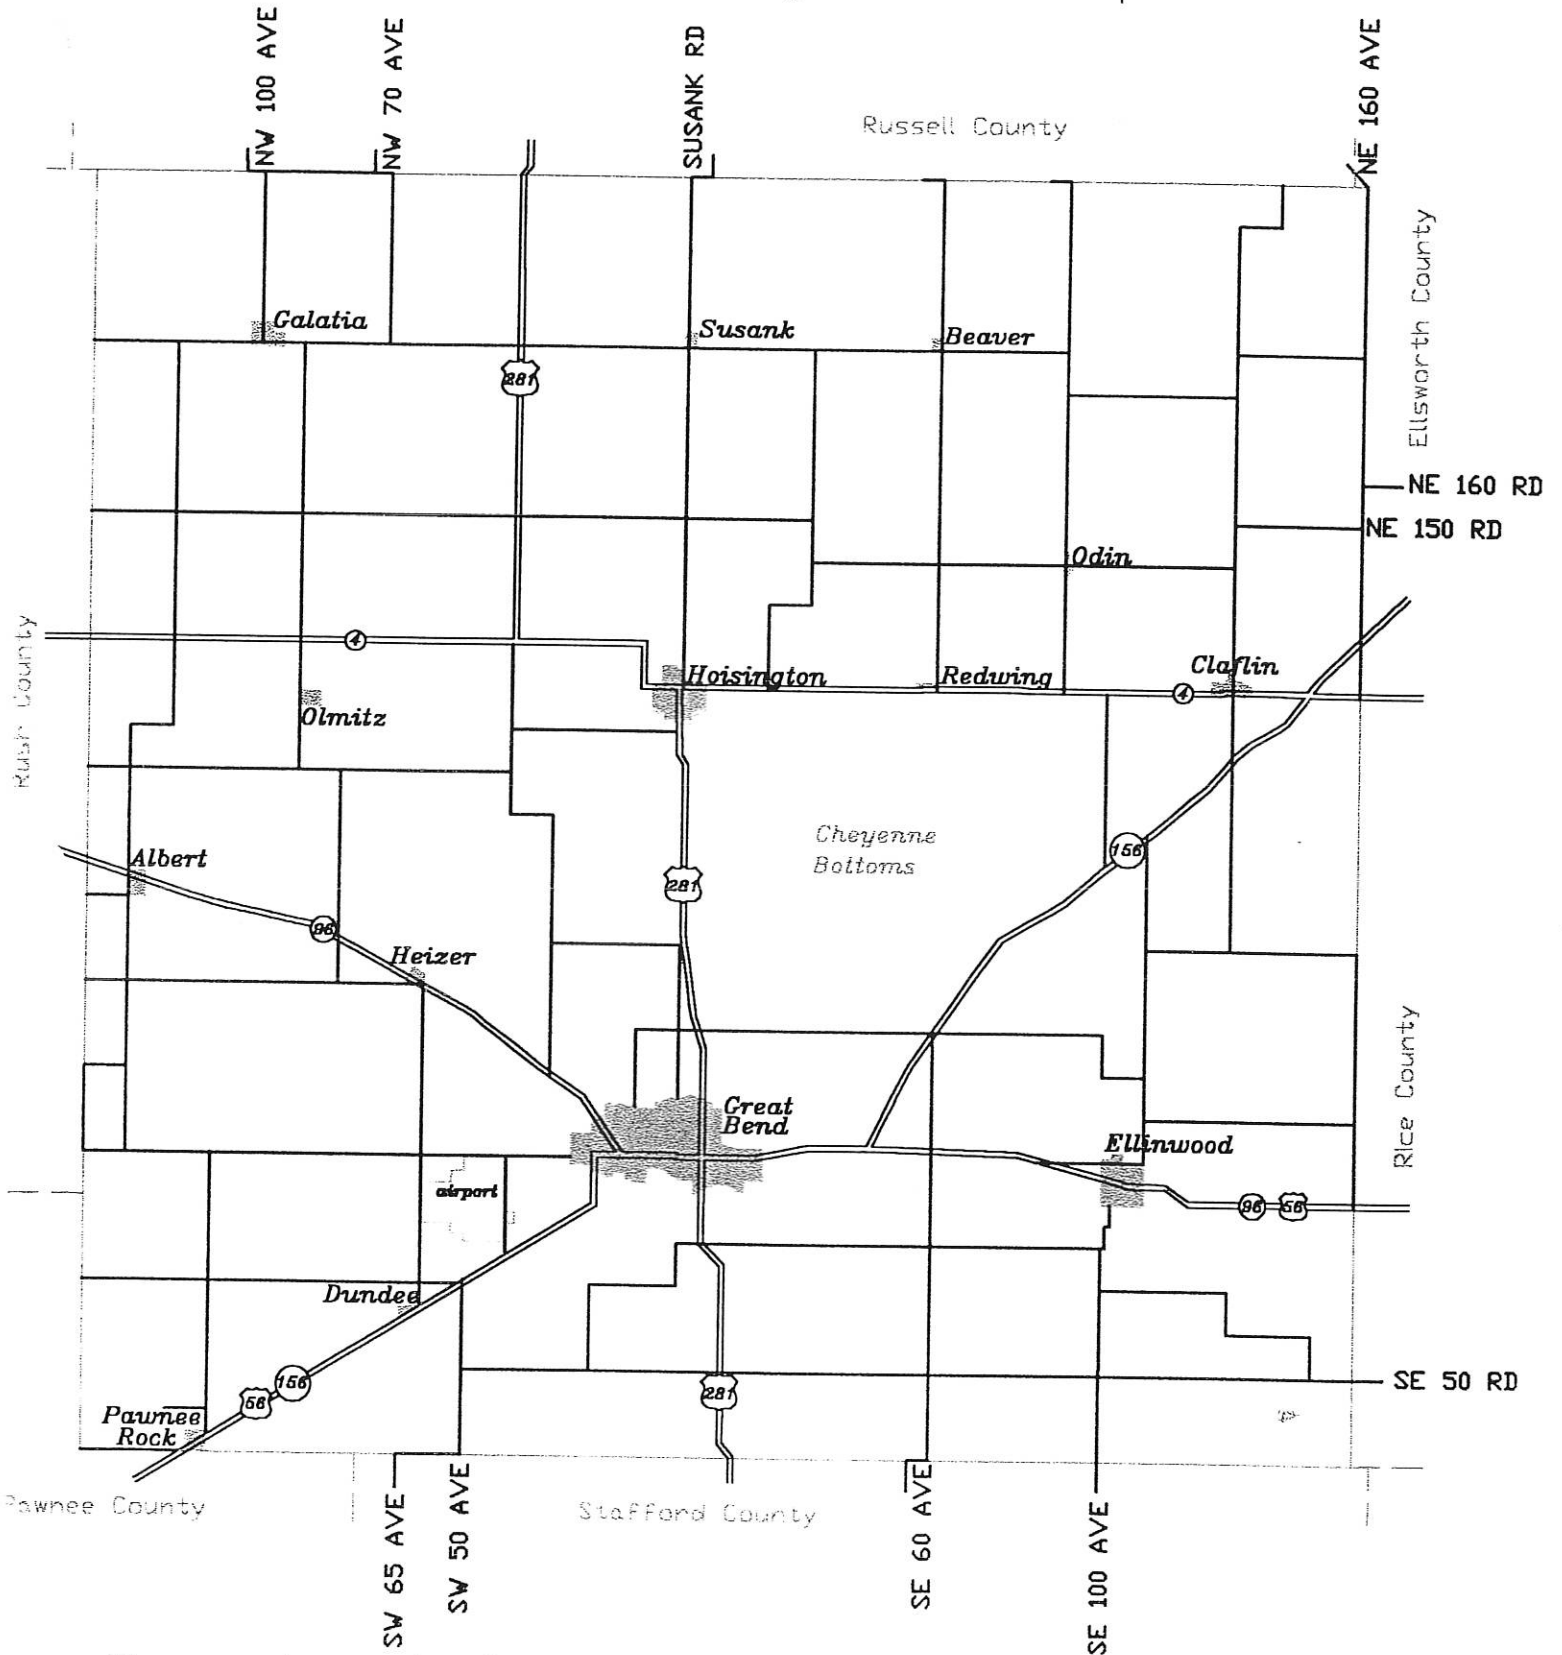 NW 100 AVE
NW 70 AVE
SUSANK RD
NE 160 AVE
Russell County
Ellsworth County
Galatia
Susank
Beaver
281
NE 160 RD
NE 150 RD
Odin
Rush County
4
Hoisington
Redwing
Claflin
4
Olmitz
Cheyenne
Bottoms
156
Albert
281
96
Heizer
Great
Bend
Ellinwood
Rice County
airport
96
56
Dundee
156
56
281
SE 50 RD
Pawnee
Rock
Pawnee County
Stafford County
SW 65 AVE
SW 50 AVE
SE 60 AVE
SE 100 AVE